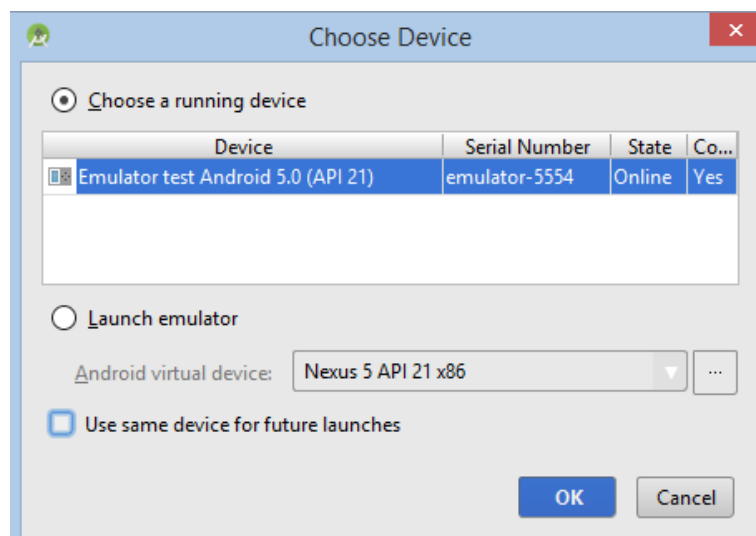 Choose Device
Choose a running device
Device Serial Number State Co...
Emulator test Android 5.0 (API 21) emulator-5554 Online Yes
Launch emulator
Android virtual device: Nexus 5 API 21 x86 ...
Use same device for future launches
OK Cancel